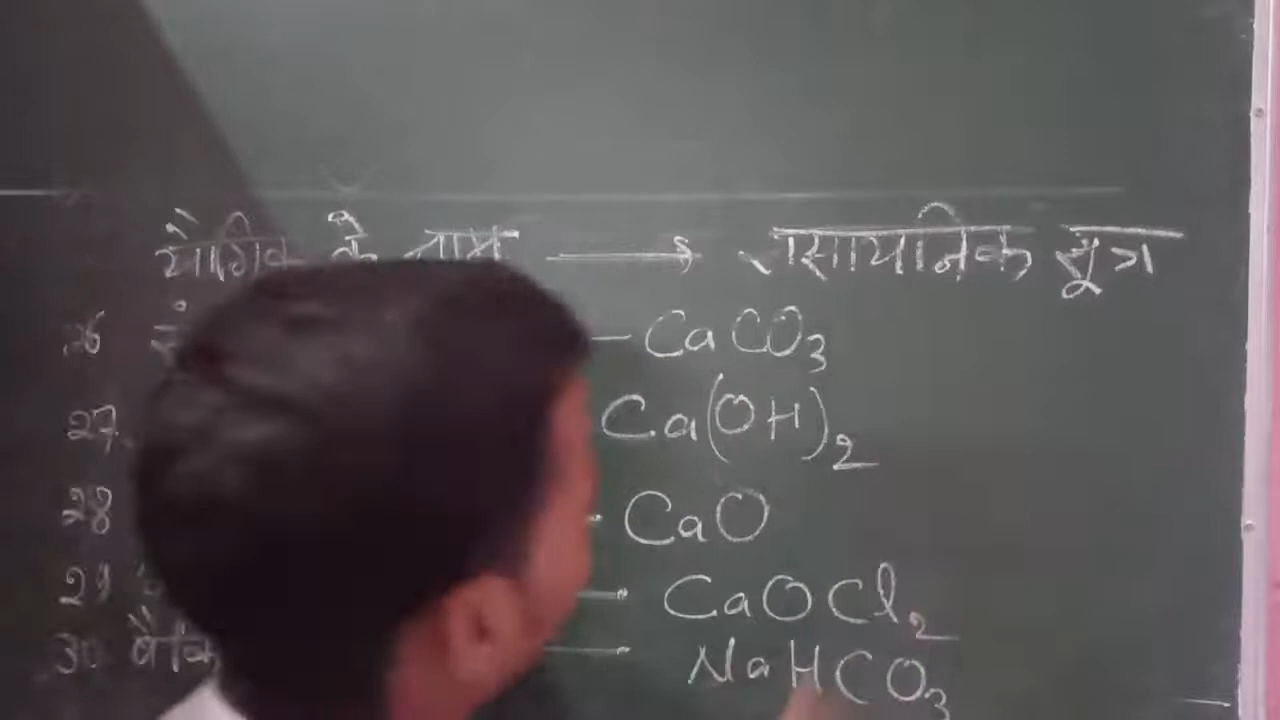 यौगिक के नाम → रासायनिक सूत्र
26 – CaCO3
27. Ca(OH)2
28 - CaO
29 → CaOCl2
30 → NaHCO3